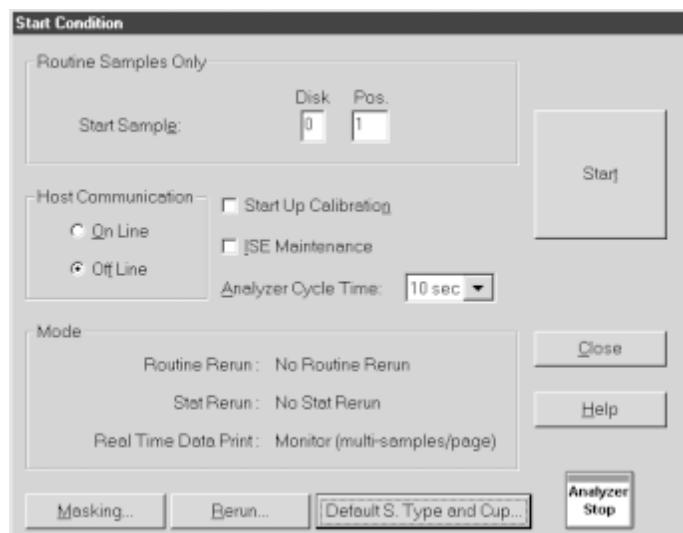 Start Condition
Routine Samples Only
Disk Pos.
Start Sample: 0 1
Start
Host Communication
On Line
Off Line
Start Up Calibration
ISE Maintenance
Analyzer Cycle Time: 10 sec
Mode
Routine Rerun: No Routine Rerun
Stat Rerun: No Stat Rerun
Real Time Data Print: Monitor (multi-samples/page)
Close
Help
Masking...
Rerun...
Default S. Type and Cup...
Analyzer
Stop